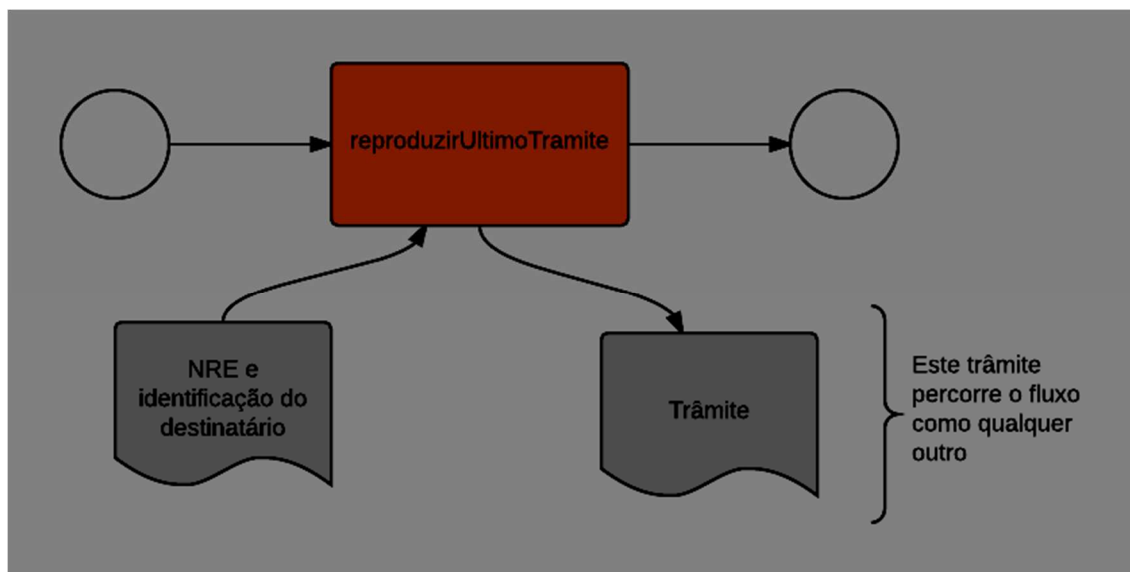 reproduzirUltimoTramite
NRE e
identificação do
destinatário
Trâmite
Este trâmite
percorre o fluxo
como qualquer
outro